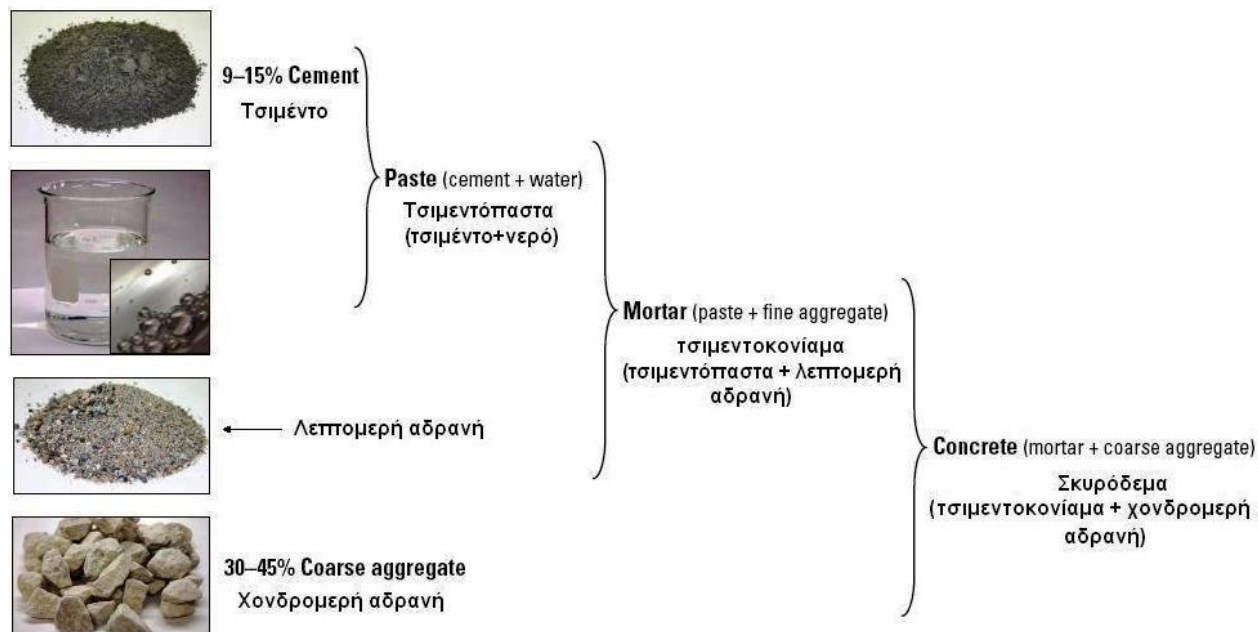 9–15% Cement
Τσιμέντο
Paste (cement + water)
Τσιμεντόπαστα
(τσιμέντο+νερό)
Mortar (paste + fine aggregate)
τσιμεντοκονίαμα
(τσιμεντόπαστα + λεπτομερή
αδρανή)
Λεπτομερή αδρανή
Concrete (mortar + coarse aggregate)
Σκυρόδεμα
(τσιμεντοκονίαμα + χονδρομερή
αδρανή)
30–45% Coarse aggregate
Χονδρομερή αδρανή